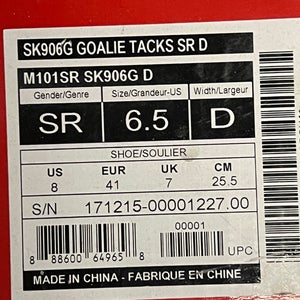 SK906G GOALIE TACKS SR D
M101SR SK906G D
Gender/Genre Size/Grandeur-US Width/Largeur
SR 6.5 D
SHOE/SOULIER
US EUR UK CM
8 41 7 25.5
S/N 171215-00001227.00
00001
8 88600 64965 8 UPC
MADE IN CHINA - FABRIQUE EN CHINE